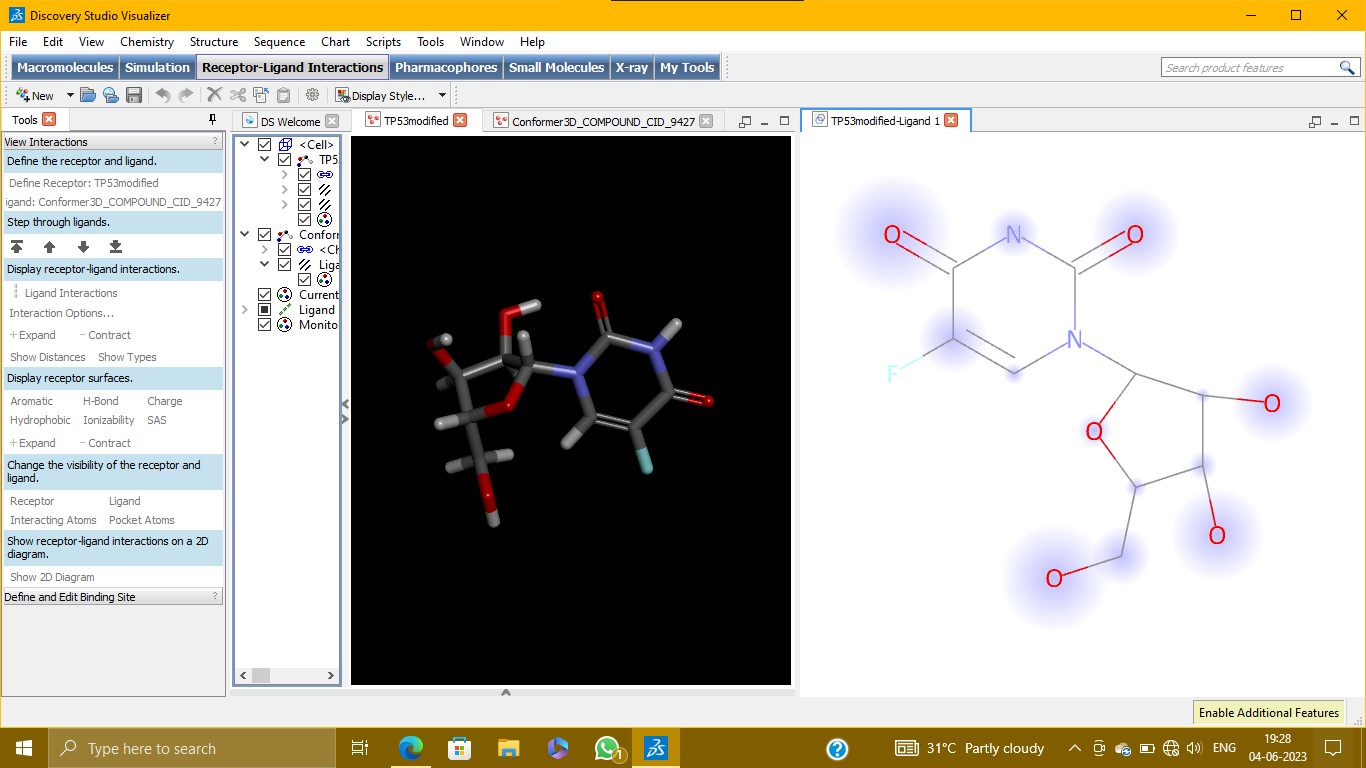 Discovery Studio Visualizer
File Edit View Chemistry Structure Sequence Chart Scripts Tools Window Help
Macromolecules Simulation Receptor-Ligand Interactions Pharmacophores Small Molecules X-ray My Tools
Search product features
New Display Style...
Tools
DS Welcome TP53modified Conformer3D_COMPOUND_CID_9427 TP53modified-Ligand 1
View Interactions ?
Define the receptor and ligand.
Define Receptor: TP53modified
igand: Conformer3D_COMPOUND_CID_9427
Step through ligands.
Display receptor-ligand interactions.
Ligand Interactions
Interaction Options...
+ Expand − Contract
Show Distances Show Types
Display receptor surfaces.
Aromatic H-Bond Charge
Hydrophobic Ionizability SAS
+ Expand − Contract
Change the visibility of the receptor and
ligand.
Receptor Ligand
Interacting Atoms Pocket Atoms
Show receptor-ligand interactions on a 2D
diagram.
Show 2D Diagram
Define and Edit Binding Site ?
<Cell>
TP5
Conforr
<Ch
Liga
Current
Ligand
Monito
O N O
N
F
O
O
O
O
Enable Additional Features
Type here to search
1
31°C Partly cloudy
ENG
19:28
04-06-2023